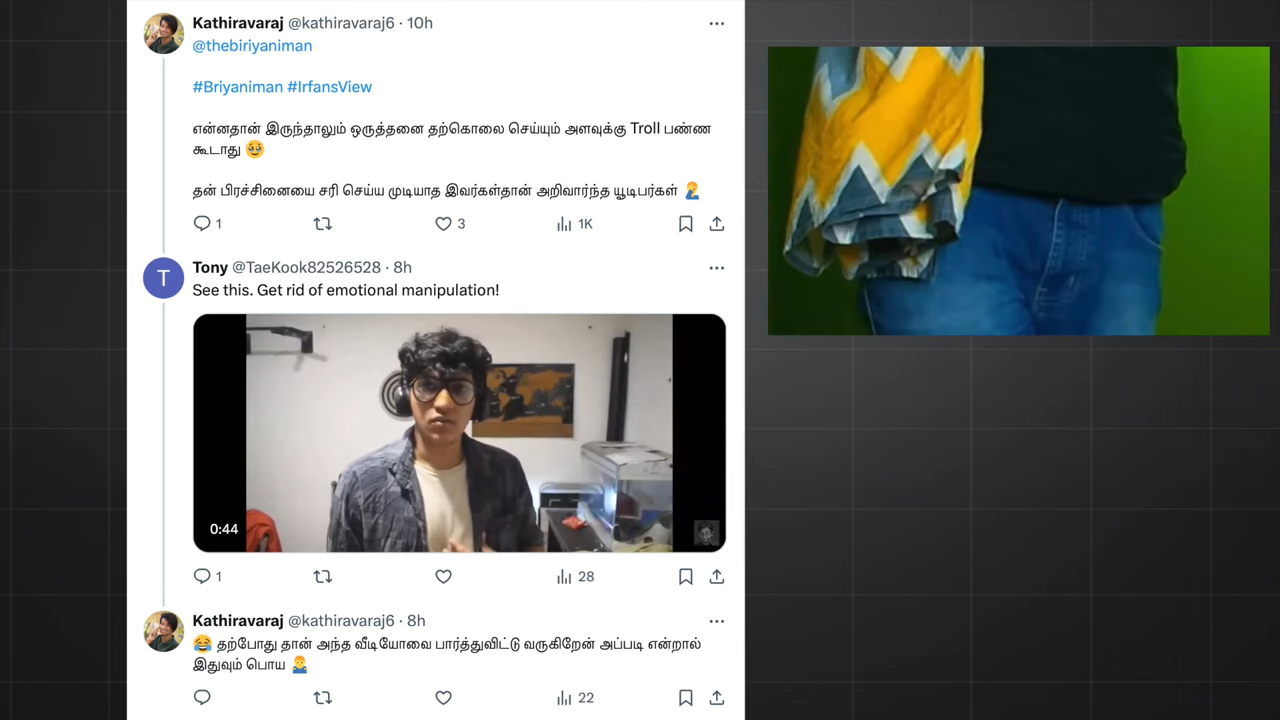 Kathiravaraj @kathiravaraj6 · 10h
@thebiriyaniman
#Briyaniman #IrfansView
என்னதான் இருந்தாலும் ஒருத்தனை தற்கொலை செய்யும் அளவுக்கு Troll பண்ண
கூடாது 🥹
தன் பிரச்சினையை சரி செய்ய முடியாத இவர்கள்தான் அறிவார்ந்த யூடிபர்கள் 🤦‍♂️
1 3 1K
T
Tony @TaeKook82526528 · 8h
See this. Get rid of emotional manipulation!
0:44
1 28
Kathiravaraj @kathiravaraj6 · 8h
😂 தற்போது தான் அந்த வீடியோவை பார்த்துவிட்டு வருகிறேன் அப்படி என்றால்
இதுவும் பொய 🤷‍♂️
22